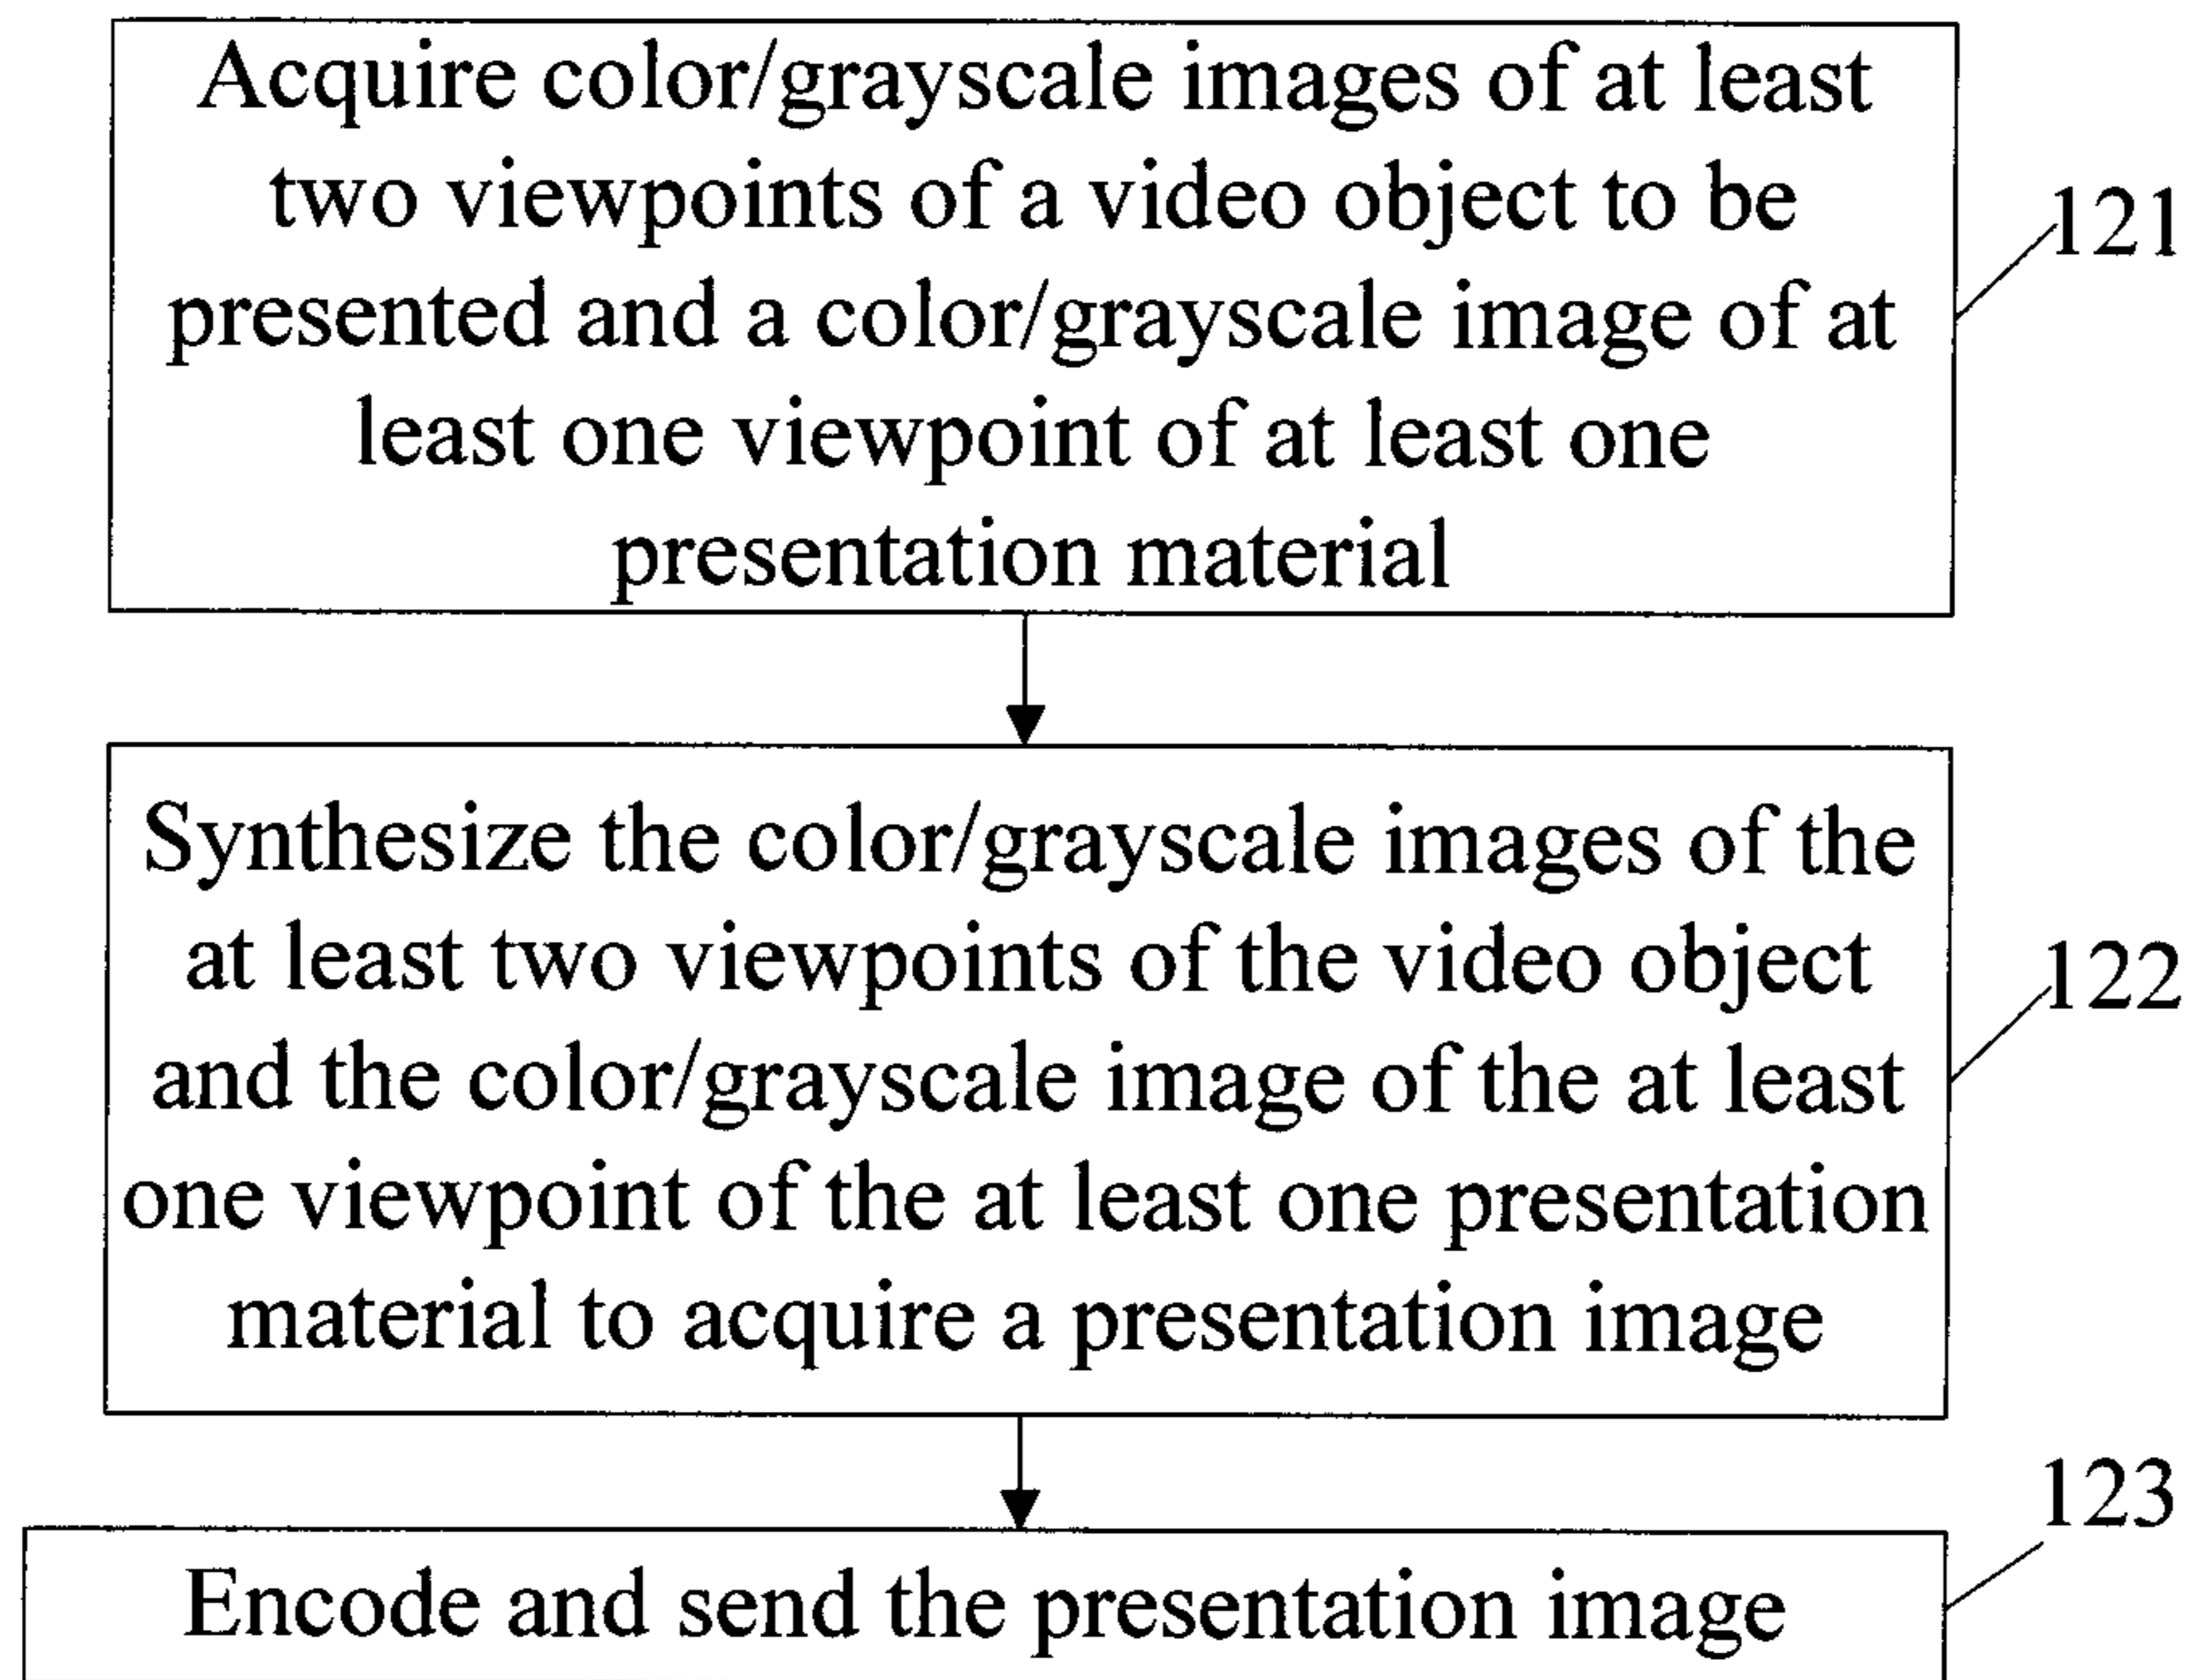 Acquire color/grayscale images of at least
two viewpoints of a video object to be
presented and a color/grayscale image of at
least one viewpoint of at least one
presentation material
121
Synthesize the color/grayscale images of the
at least two viewpoints of the video object
and the color/grayscale image of the at least
one viewpoint of the at least one presentation
material to acquire a presentation image
122
123
Encode and send the presentation image